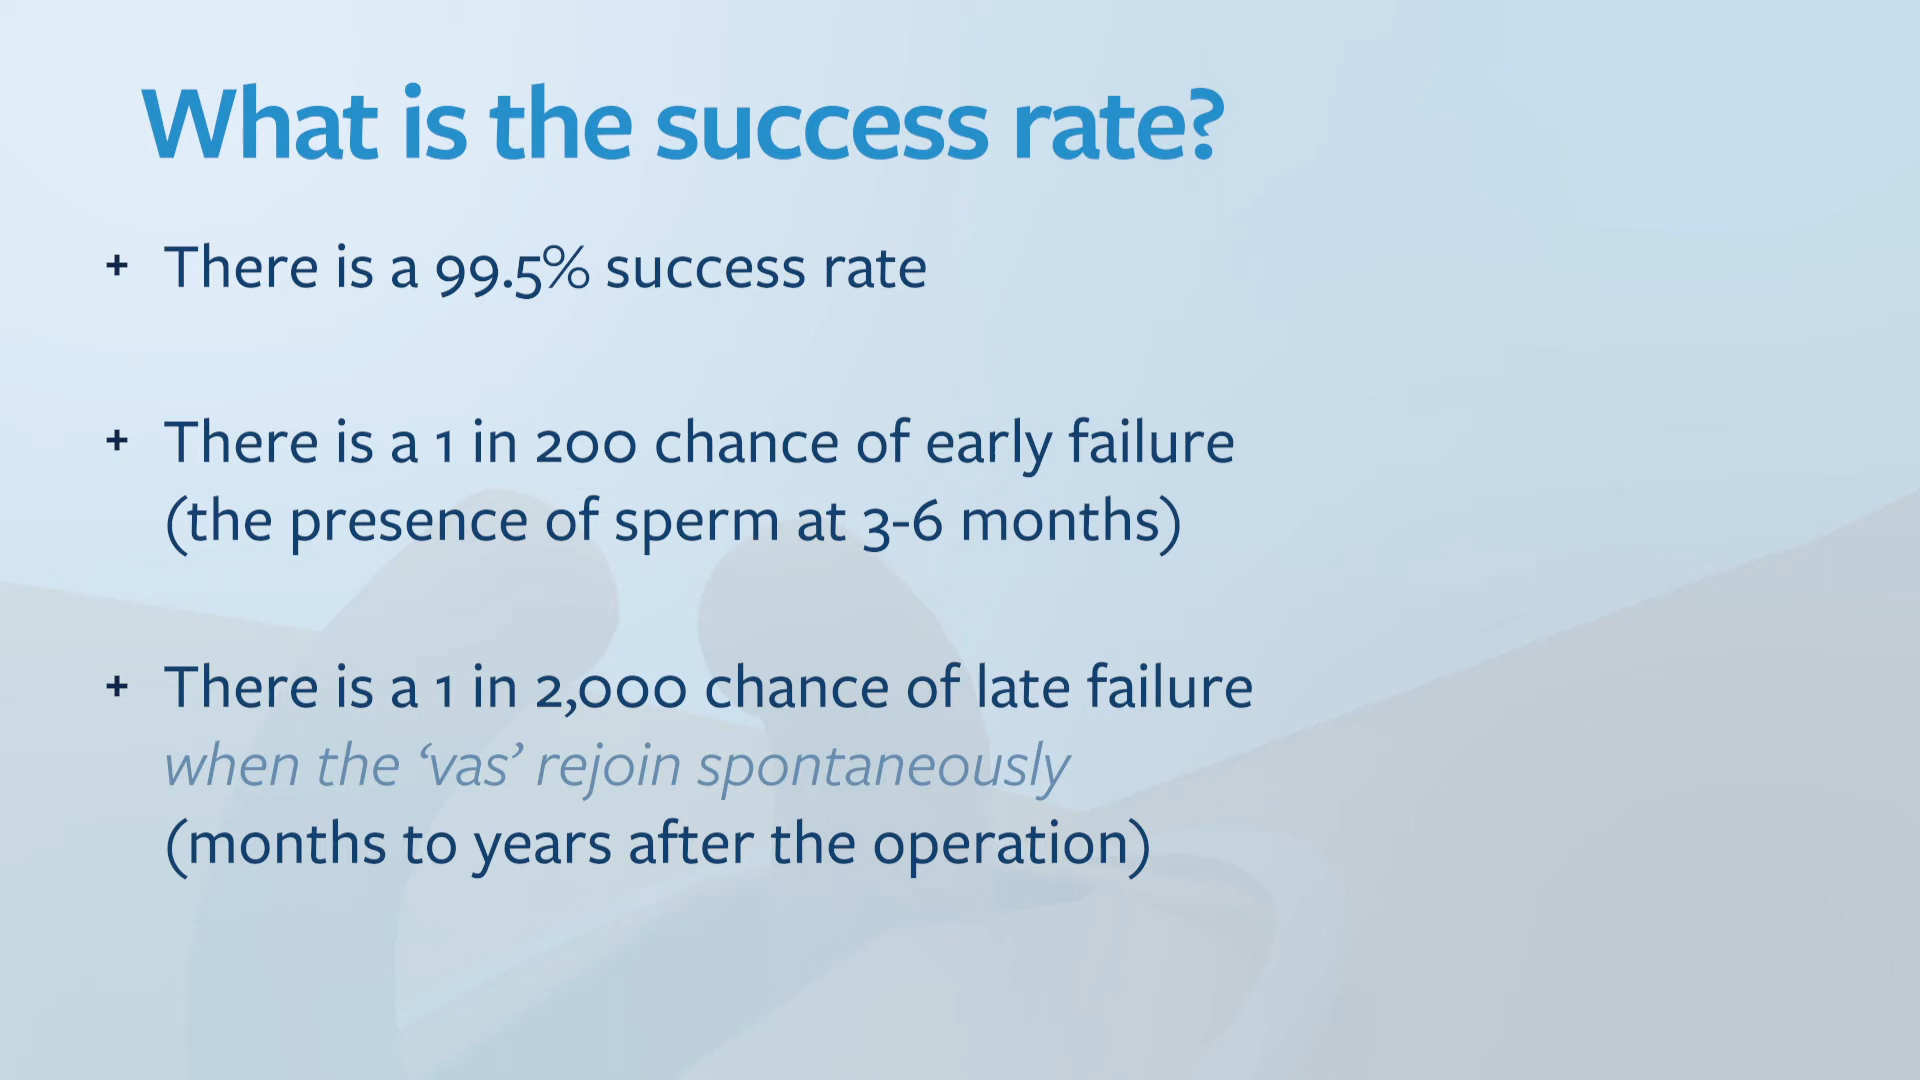 What is the success rate?
+ There is a 99.5% success rate
+ There is a 1 in 200 chance of early failure
(the presence of sperm at 3-6 months)
+ There is a 1 in 2,000 chance of late failure
when the ‘vas’ rejoin spontaneously
(months to years after the operation)